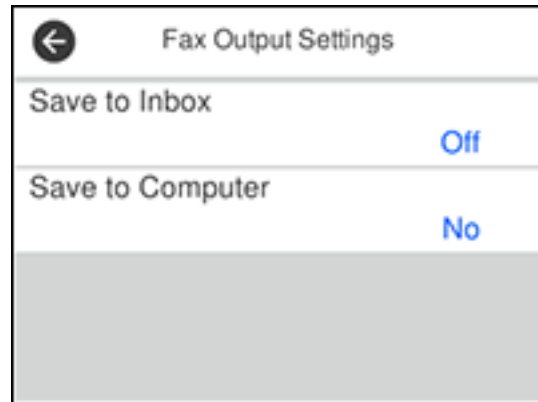 Fax Output Settings
Save to Inbox
Off
Save to Computer
No